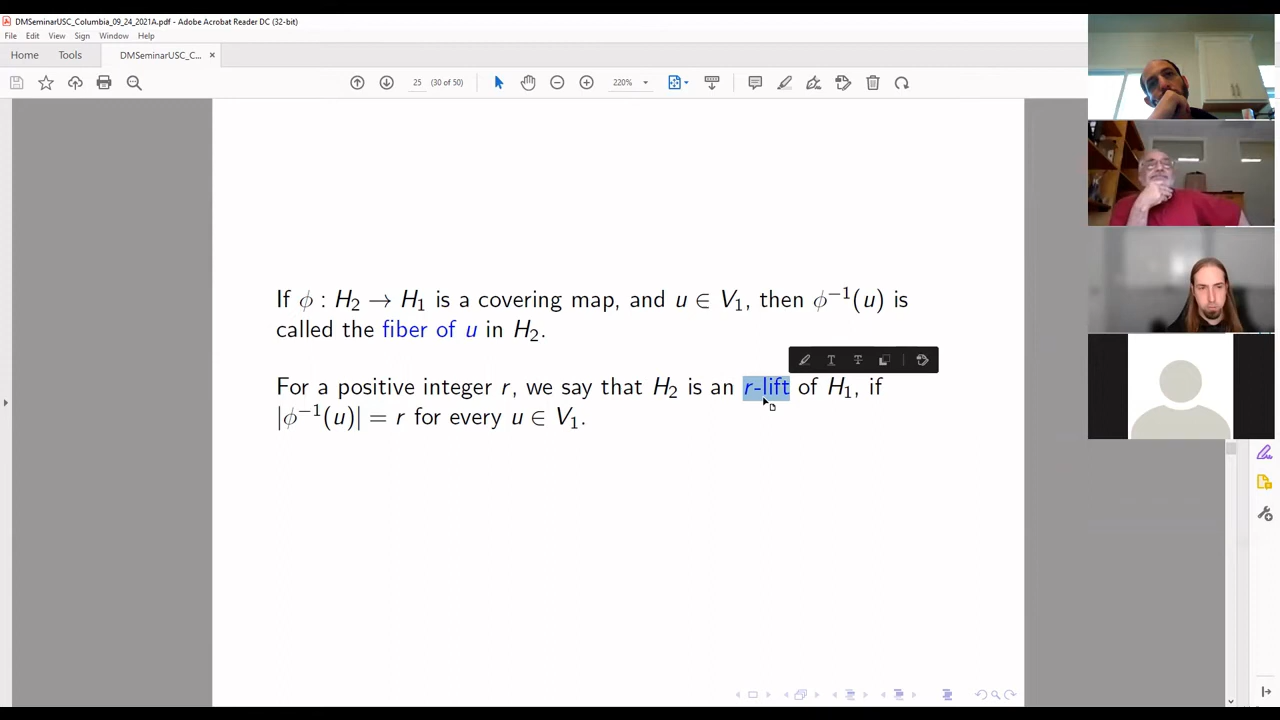 DMSeminarUSC_Columbia_09_24_2021A.pdf - Adobe Acrobat Reader DC (32-bit)
File Edit View Sign Window Help
Home Tools DMSeminarUSC_C... ×
25 (30 of 50) 220%
If ϕ : H₂ → H₁ is a covering map, and u ∈ V₁, then ϕ⁻¹(u) is
called the fiber of u in H₂.
For a positive integer r, we say that H₂ is an r-lift of H₁, if
|ϕ⁻¹(u)| = r for every u ∈ V₁.